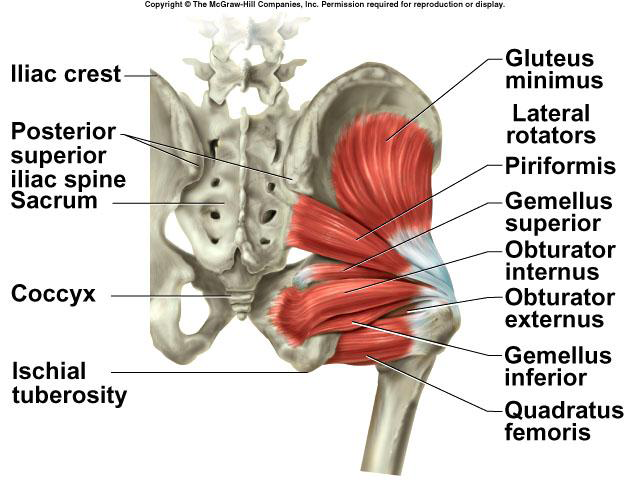 Copyright © The McGraw-Hill Companies, Inc. Permission required for reproduction or display.
Iliac crest
Posterior
superior
iliac spine
Sacrum
Coccyx
Ischial
tuberosity
Gluteus
minimus
Lateral
rotators
Piriformis
Gemellus
superior
Obturator
internus
Obturator
externus
Gemellus
inferior
Quadratus
femoris